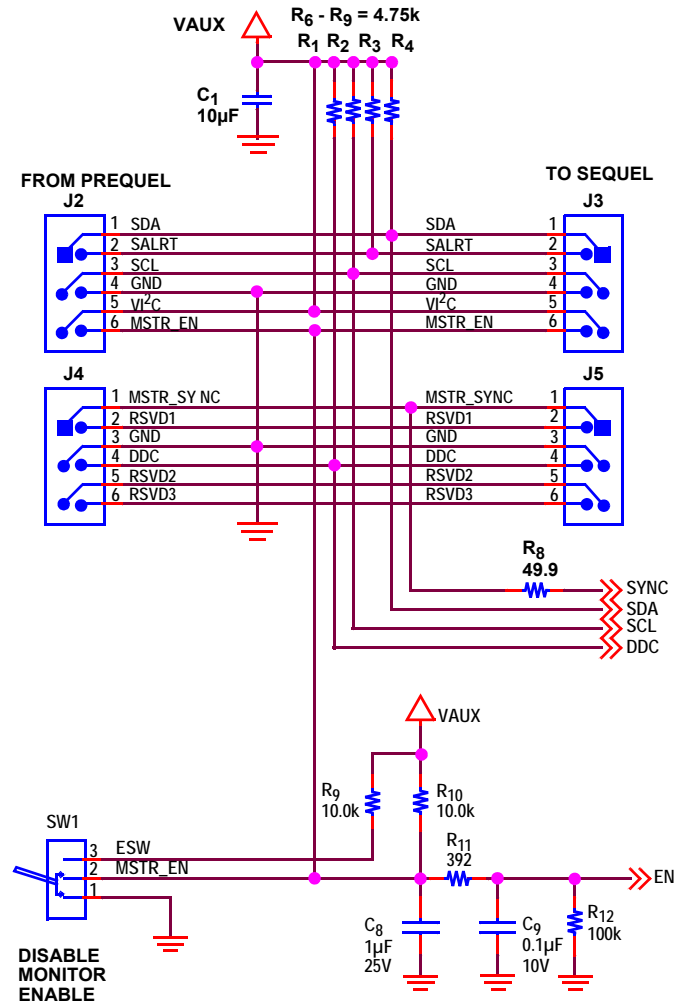 VAUX
R6 - R9 = 4.75k
R1 R2 R3 R4
C1
10µF
FROM PREQUEL
TO SEQUEL
J2
J3
1 SDA SDA 1
2 SALRT SALRT 2
3 SCL SCL 3
4 GND GND 4
5 VI²C VI²C 5
6 MSTR_EN MSTR_EN 6
J4
J5
1 MSTR_SYNC MSTR_SYNC 1
2 RSVD1 RSVD1 2
3 GND GND 3
4 DDC DDC 4
5 RSVD2 RSVD2 5
6 RSVD3 RSVD3 6
R8
49.9
SYNC
SDA
SCL
DDC
VAUX
R9
10.0k
R10
10.0k
SW1
3 ESW
2 MSTR_EN
1
R11
392
EN
C8
1µF
25V
C9
0.1µF
10V
R12
100k
DISABLE
MONITOR
ENABLE